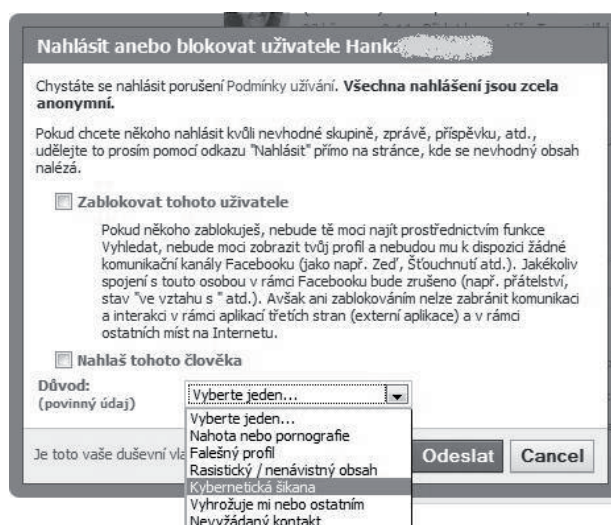 Nahlásit anebo blokovat uživatele Hanka
Chystáte se nahlásit porušení Podmínky užívání. Všechna nahlášení jsou zcela
anonymní.
Pokud chcete někoho nahlásit kvůli nevhodné skupině, zprávě, příspěvku, atd.,
udělejte to prosím pomocí odkazu "Nahlásit" přímo na stránce, kde se nevhodný obsah
nalézá.
Zablokovat tohoto uživatele
Pokud někoho zablokuješ, nebude tě moci najít prostřednictvím funkce
Vyhledat, nebude moci zobrazit tvůj profil a nebudou mu k dispozici žádné
komunikační kanály Facebooku (jako např. Zeď, Šťouchnutí atd.). Jakékoliv
spojení s touto osobou v rámci Facebooku bude zrušeno (např. přátelství,
stav "ve vztahu s " atd.). Avšak ani zablokováním nelze zabránit komunikaci
a interakci v rámci aplikací třetích stran (externí aplikace) a v rámci
ostatních míst na Internetu.
Nahlaš tohoto člověka
Důvod:
(povinný údaj)
Vyberte jeden...
Vyberte jeden...
Nahota nebo pornografie
Falešný profil
Rasistický / nenávistný obsah
Kybernetická šikana
Vyhrožuje mi nebo ostatním
Nevyžádaný kontakt
Je toto vaše duševní
Odeslat
Cancel